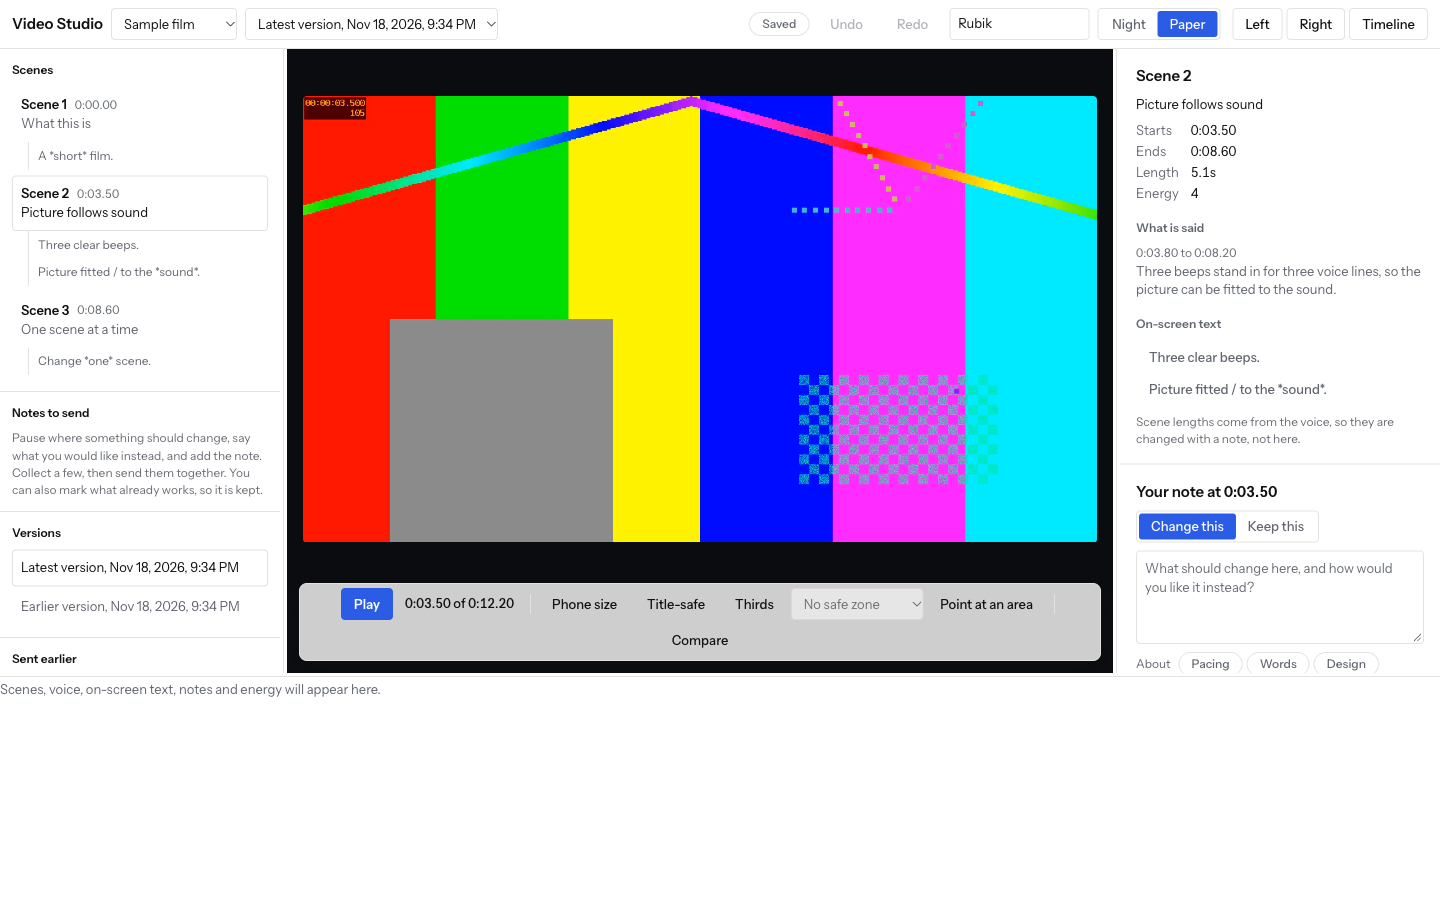 Video Studio
Sample film
Latest version, Nov 18, 2026, 9:34 PM
Saved
Undo
Redo
Rubik
Night
Paper
Left
Right
Timeline
Scenes
Scene 1 0:00.00
What this is
A *short* film.
Scene 2 0:03.50
Picture follows sound
Three clear beeps.
Picture fitted / to the *sound*.
Scene 3 0:08.60
One scene at a time
Change *one* scene.
Notes to send
Pause where something should change, say
what you would like instead, and add the note.
Collect a few, then send them together. You
can also mark what already works, so it is kept.
Versions
Latest version, Nov 18, 2026, 9:34 PM
Earlier version, Nov 18, 2026, 9:34 PM
Sent earlier
00:00:03.500
105
Play
0:03.50 of 0:12.20
Phone size
Title-safe
Thirds
No safe zone
Point at an area
Compare
Scene 2
Picture follows sound
Starts 0:03.50
Ends 0:08.60
Length 5.1s
Energy 4
What is said
0:03.80 to 0:08.20
Three beeps stand in for three voice lines, so the
picture can be fitted to the sound.
On-screen text
Three clear beeps.
Picture fitted / to the *sound*.
Scene lengths come from the voice, so they are
changed with a note, not here.
Your note at 0:03.50
Change this
Keep this
What should change here, and how would
you like it instead?
About
Pacing
Words
Design
Scenes, voice, on-screen text, notes and energy will appear here.